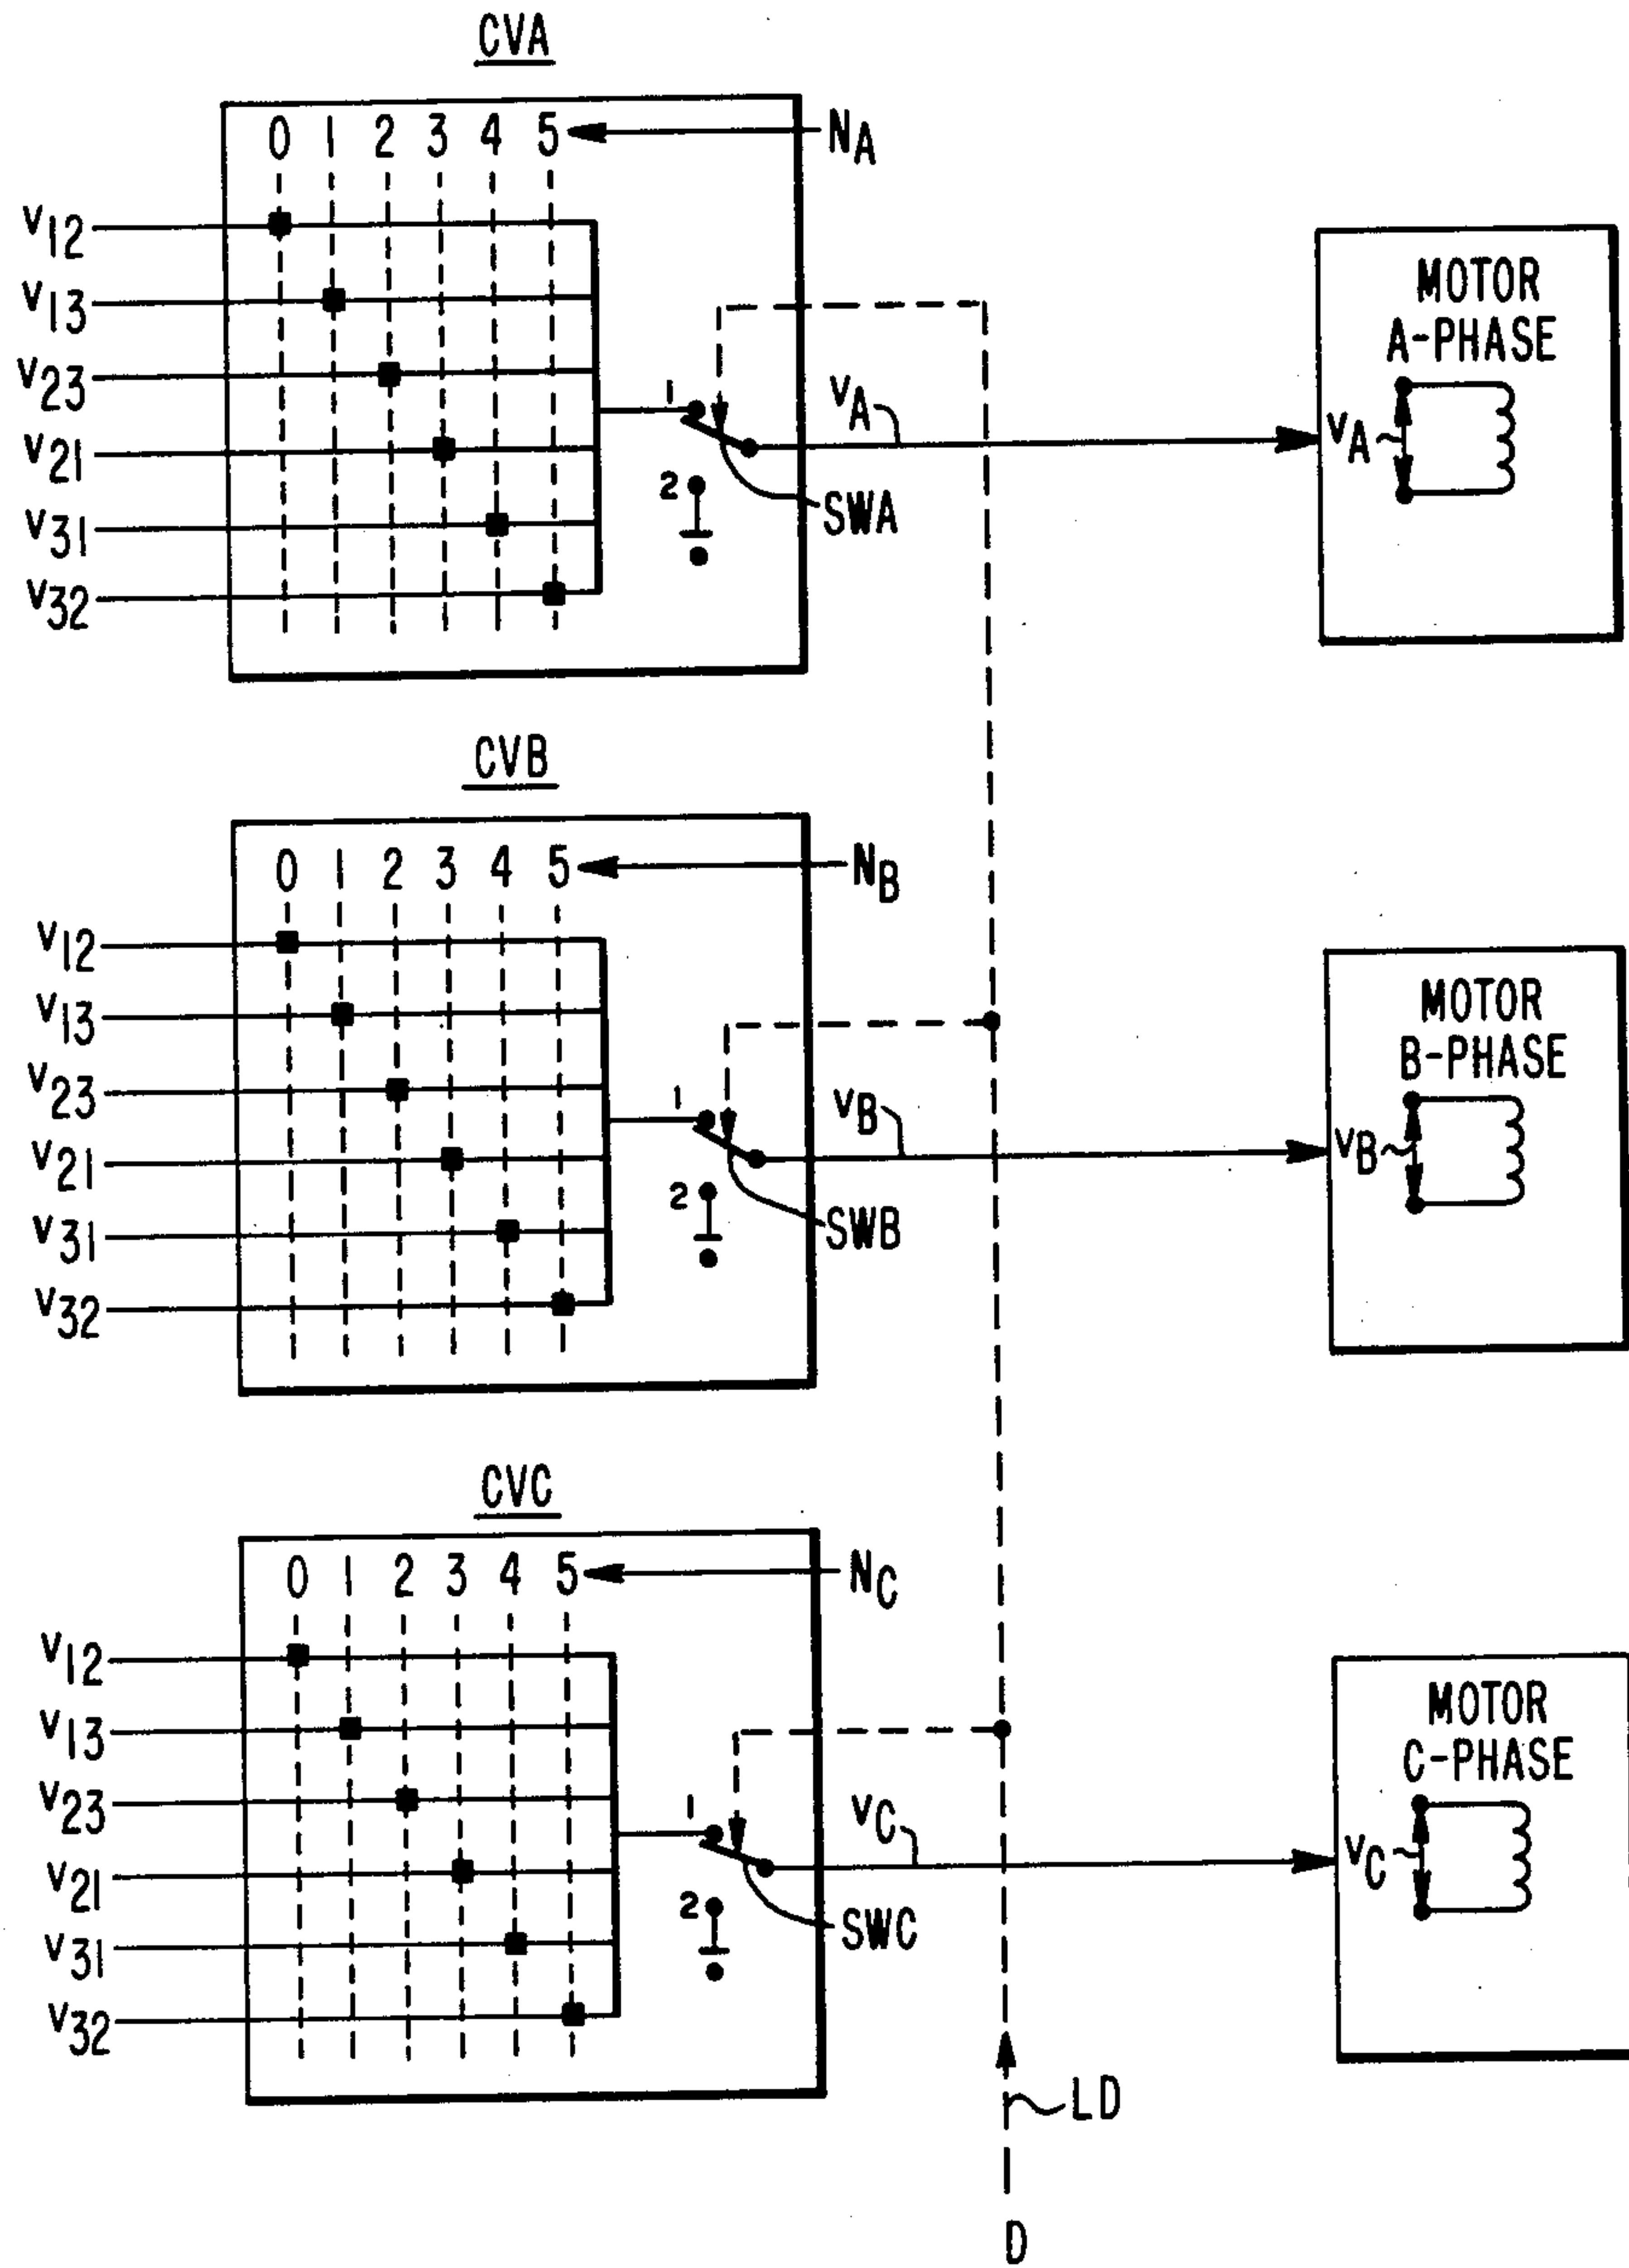 CVA
0 1 2 3 4 5 NA
V12
V13
V23
V21
V31
V32
1
2
SWA
VA
MOTOR
A-PHASE
VA
CVB
0 1 2 3 4 5 NB
V12
V13
V23
V21
V31
V32
1
2
SWB
VB
MOTOR
B-PHASE
VB
CVC
0 1 2 3 4 5 NC
V12
V13
V23
V21
V31
V32
1
2
SWC
VC
MOTOR
C-PHASE
VC
LD
D